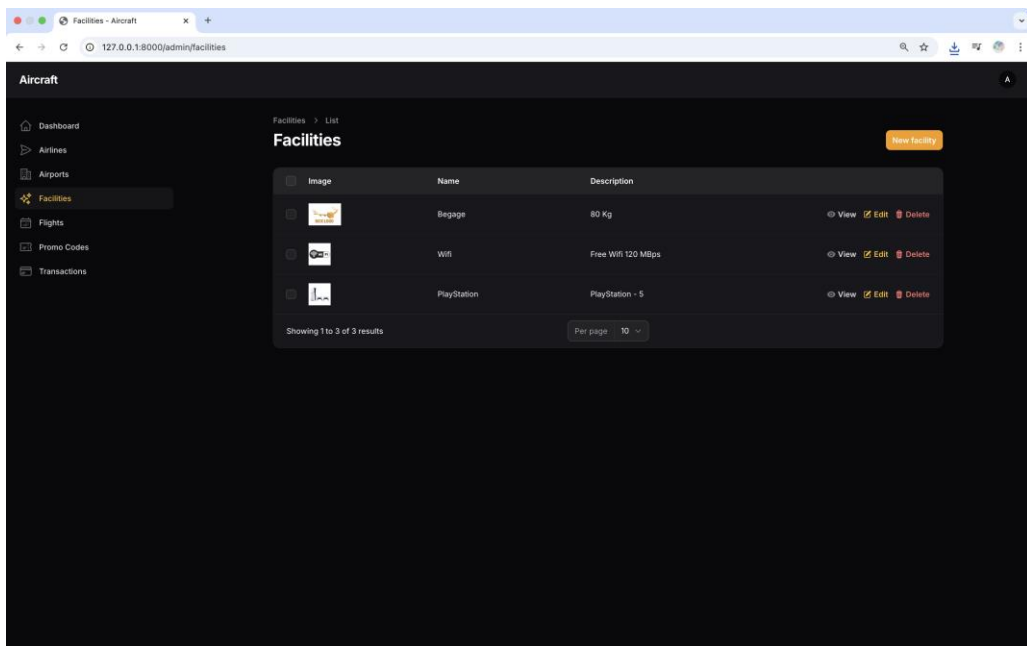 Facilities - Aircraft
127.0.0.1:8000/admin/facilities
Aircraft
A
Dashboard
Airlines
Airports
Facilities
Flights
Promo Codes
Transactions
Facilities > List
Facilities
New facility
Image Name Description
Begage 80 Kg View Edit Delete
Wifi Free Wifi 120 MBps View Edit Delete
PlayStation PlayStation - 5 View Edit Delete
Showing 1 to 3 of 3 results
Per page 10